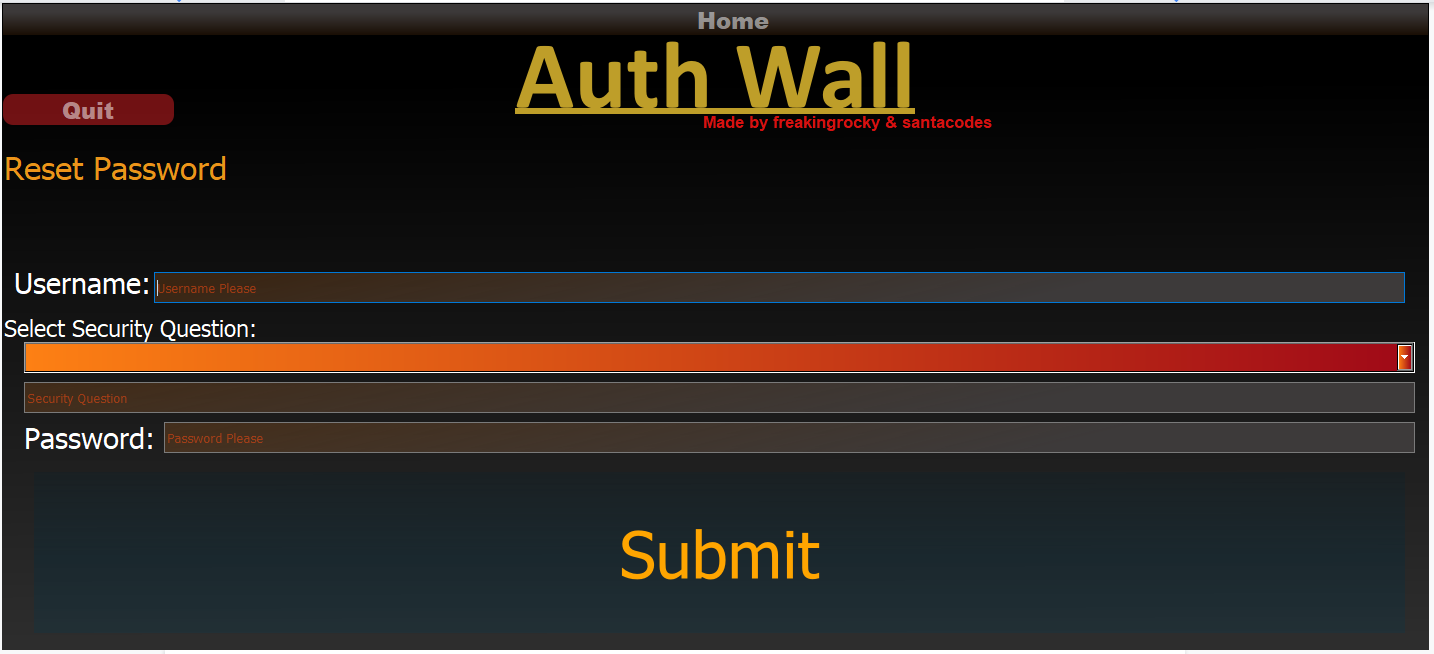 Home
Auth Wall
Made by freakingrocky & santacodes
Quit
Reset Password
Username:
Username Please
Select Security Question:
Security Question
Password:
Password Please
Submit